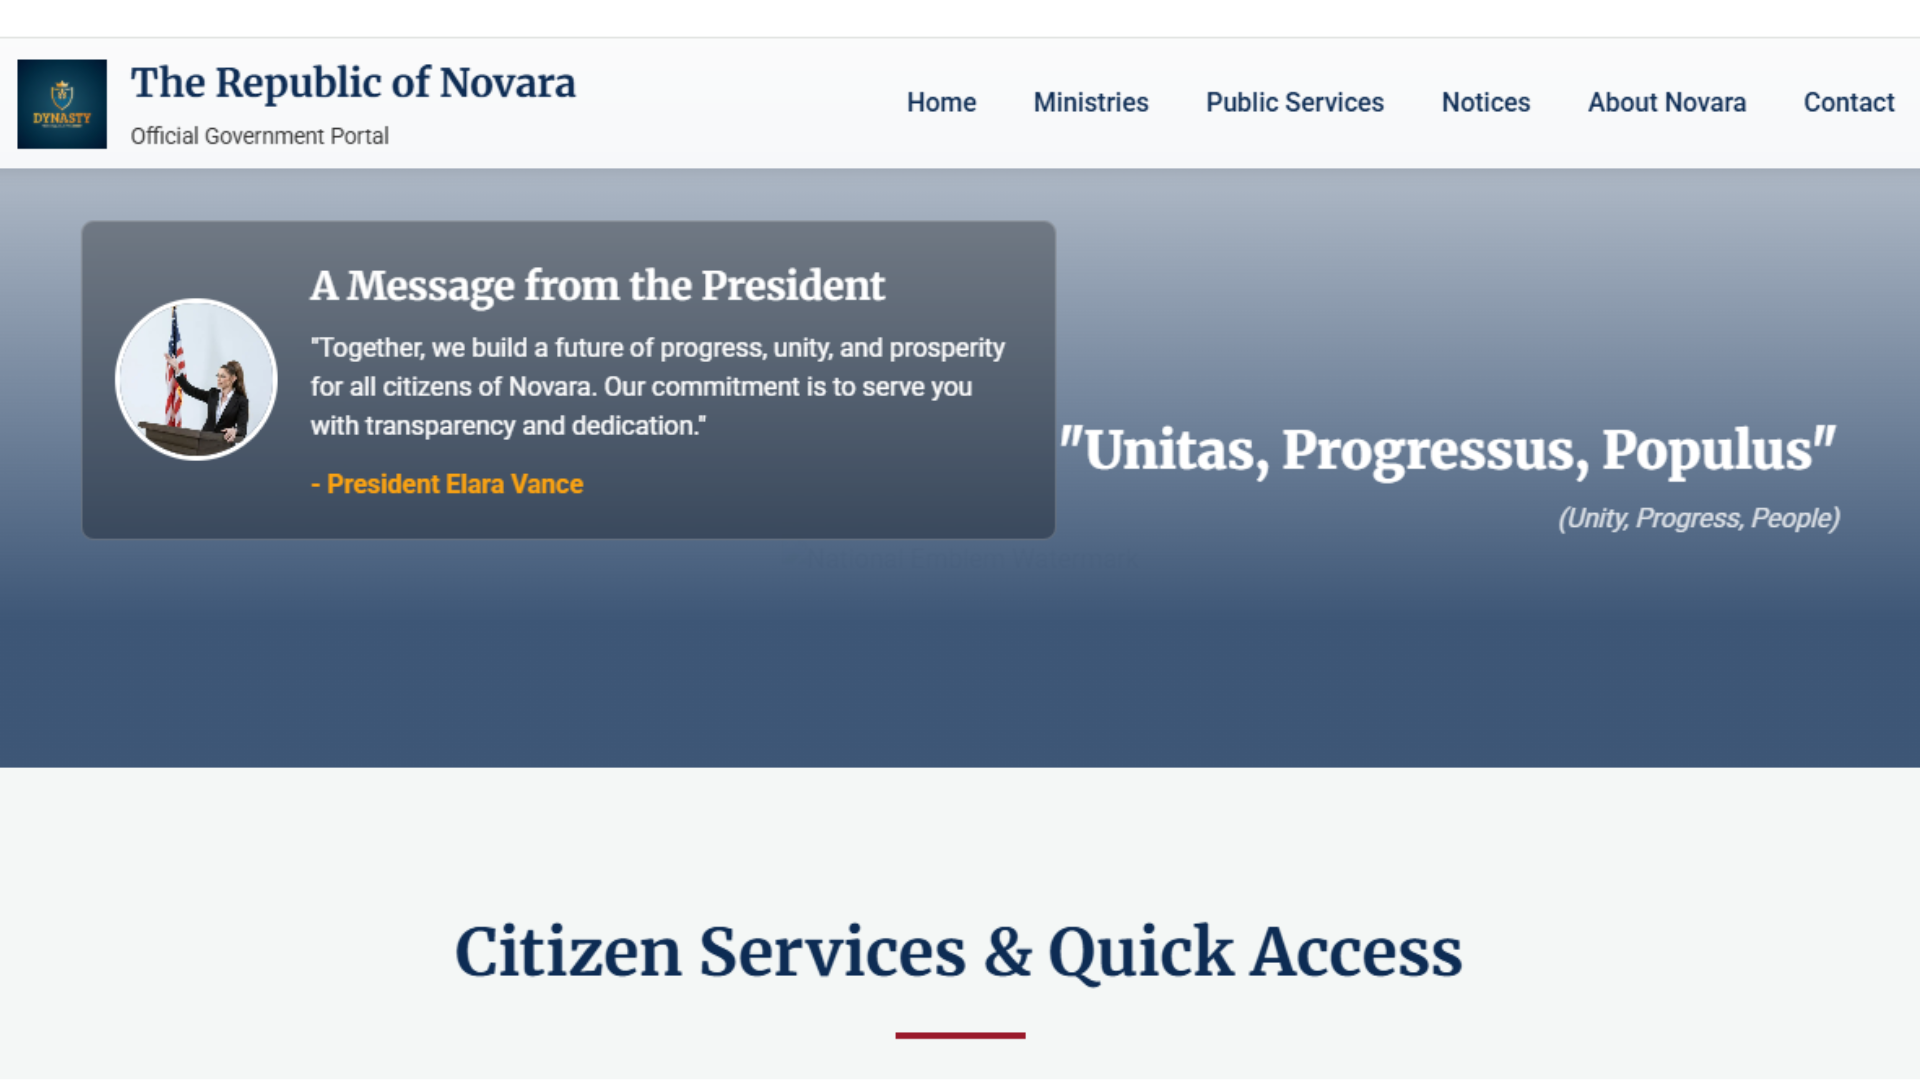 DYNASTY
The Republic of Novara
Official Government Portal
Home
Ministries
Public Services
Notices
About Novara
Contact
A Message from the President
"Together, we build a future of progress, unity, and prosperity
for all citizens of Novara. Our commitment is to serve you
with transparency and dedication."
- President Elara Vance
"Unitas, Progressus, Populus"
(Unity, Progress, People)
National Emblem Watermark
Citizen Services & Quick Access